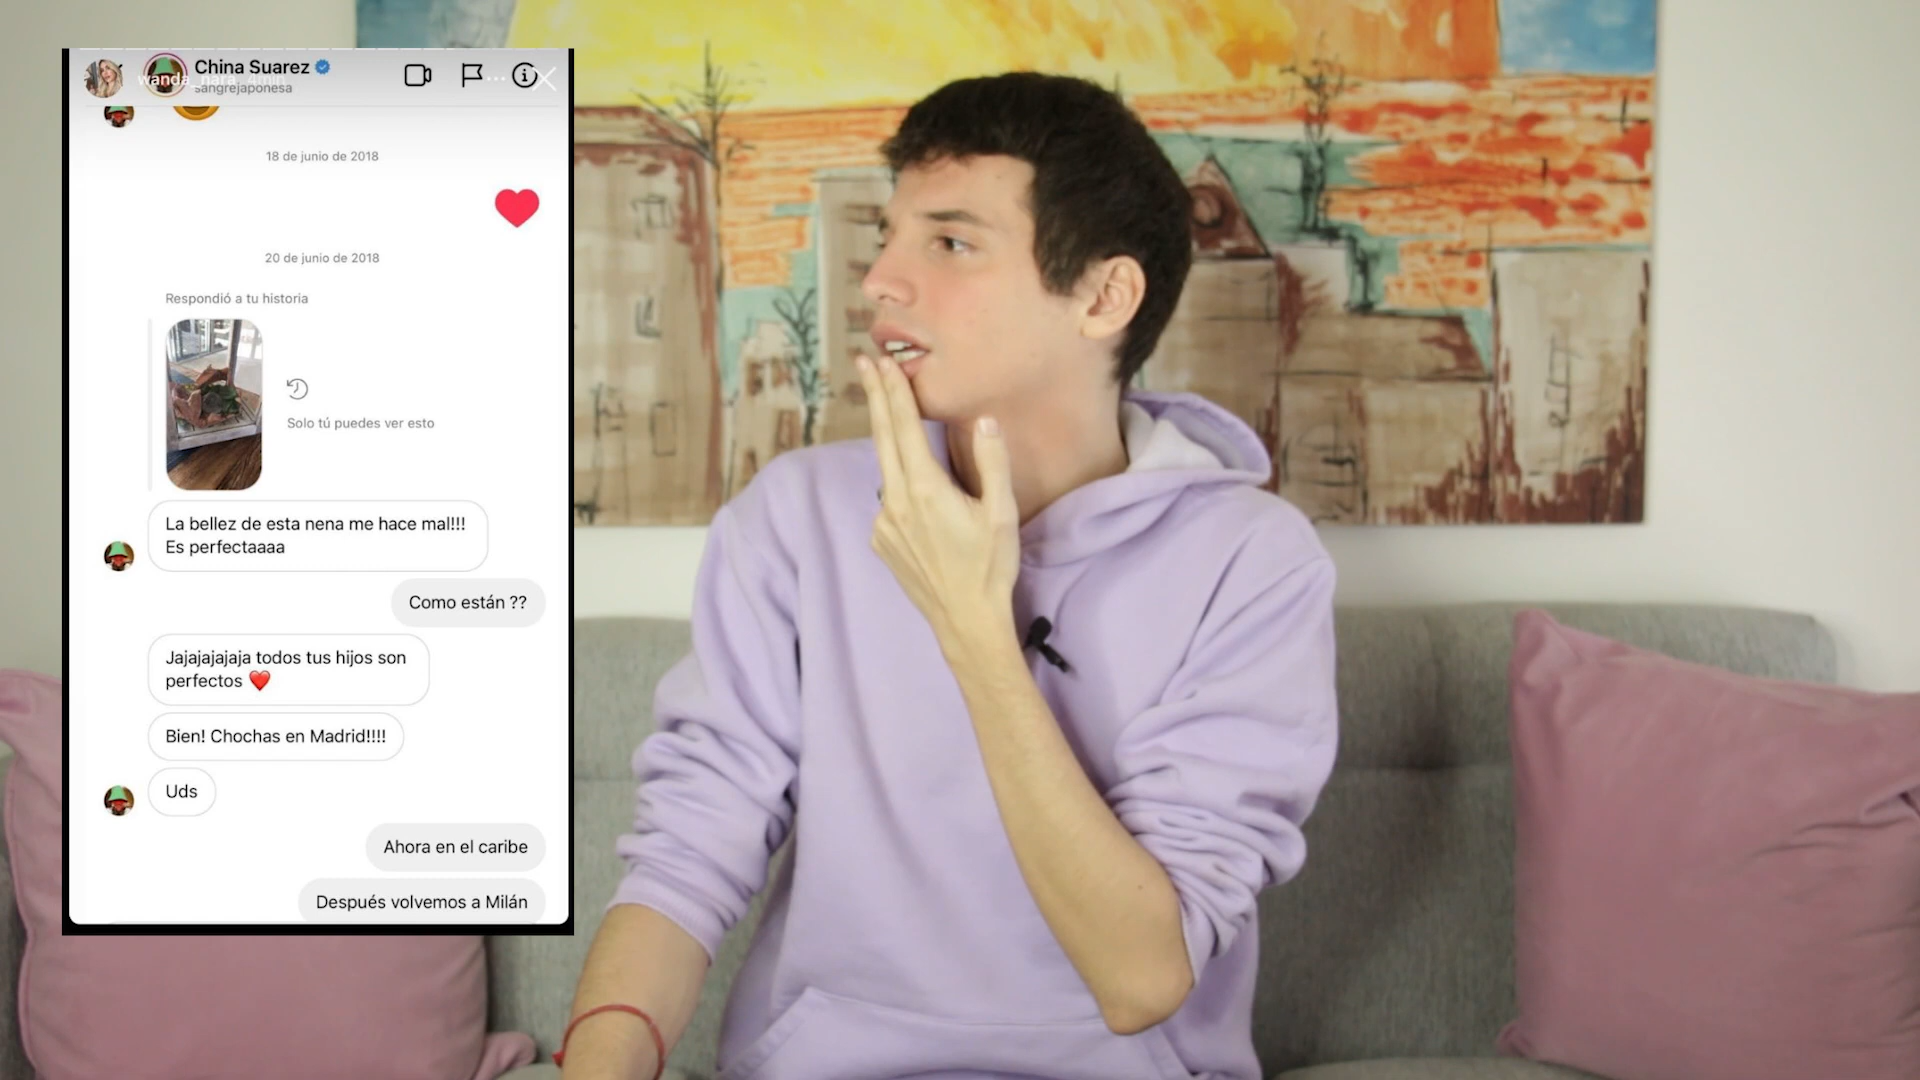 China Suarez
wanda_nara 4min
sangrejaponesa
18 de junio de 2018
20 de junio de 2018
Respondió a tu historia
Solo tú puedes ver esto
La bellez de esta nena me hace mal!!!
Es perfectaaaa
Como están ??
Jajajajajaja todos tus hijos son
perfectos ❤️
Bien! Chochas en Madrid!!!!
Uds
Ahora en el caribe
Después volvemos a Milán